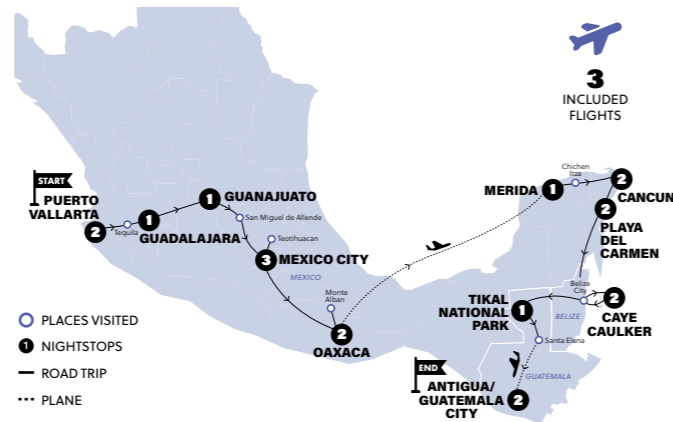 3
INCLUDED
FLIGHTS
START
PUERTO
VALLARTA
2
Tequila
1
GUADALAJARA
1
GUANAJUATO
San Miguel de Allende
Teotihuacan
3 MEXICO CITY
MEXICO
Monte
Alban
2
OAXACA
MERIDA 1
Chichen
Itza
2
CANCUN
2
PLAYA
DEL
CARMEN
Belize
City
2
CAYE
CAULKER
BELIZE
TIKAL
NATIONAL
PARK
1
Santa Elena
GUATEMALA
END
ANTIGUA/
GUATEMALA
CITY
2
PLACES VISITED
1 NIGHTSTOPS
ROAD TRIP
PLANE